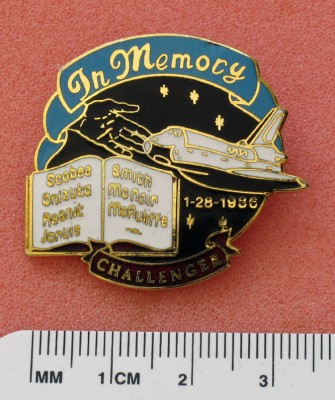 In Memory
Scobee
Onizuka
Resnik
Jarvis
Smith
McNair
McAuliffe
1-28-1986
CHALLENGER
MM 1 CM 2 3